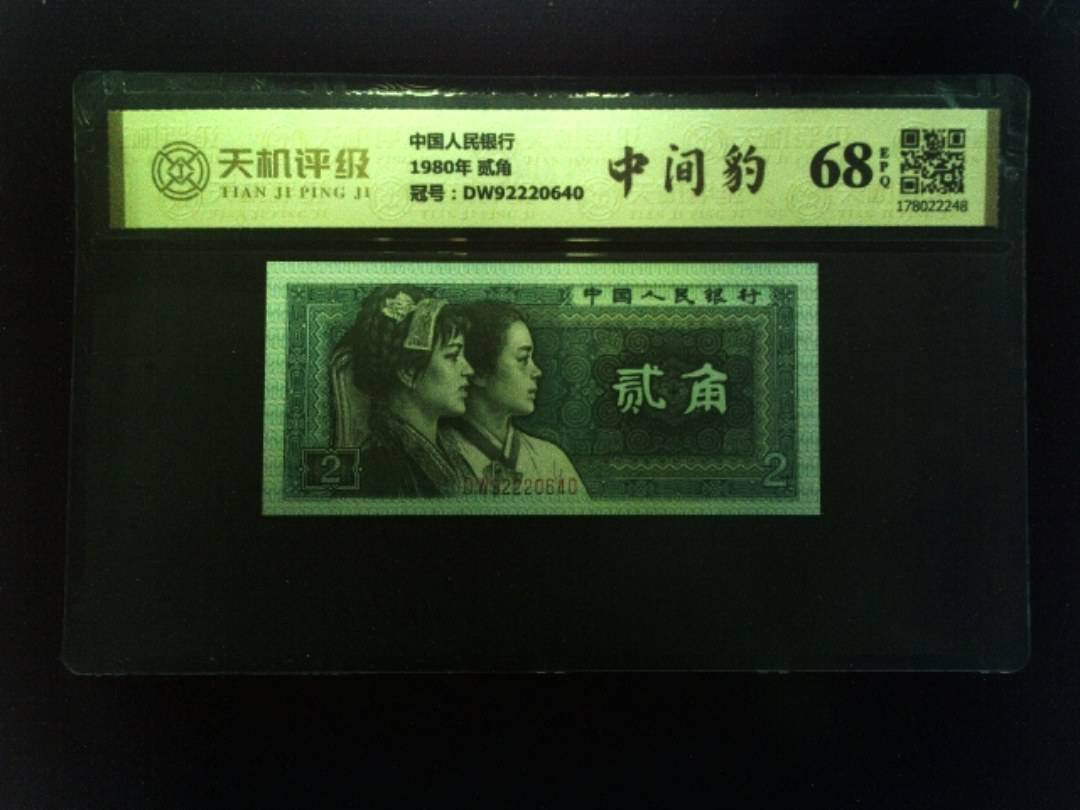 天机评级
TIAN JI PING JI
中国人民银行
1980年 贰角
冠号：DW92220640
中间豹
68
EPQ
178022248
中国人民银行
贰角
2
2
DW92220640